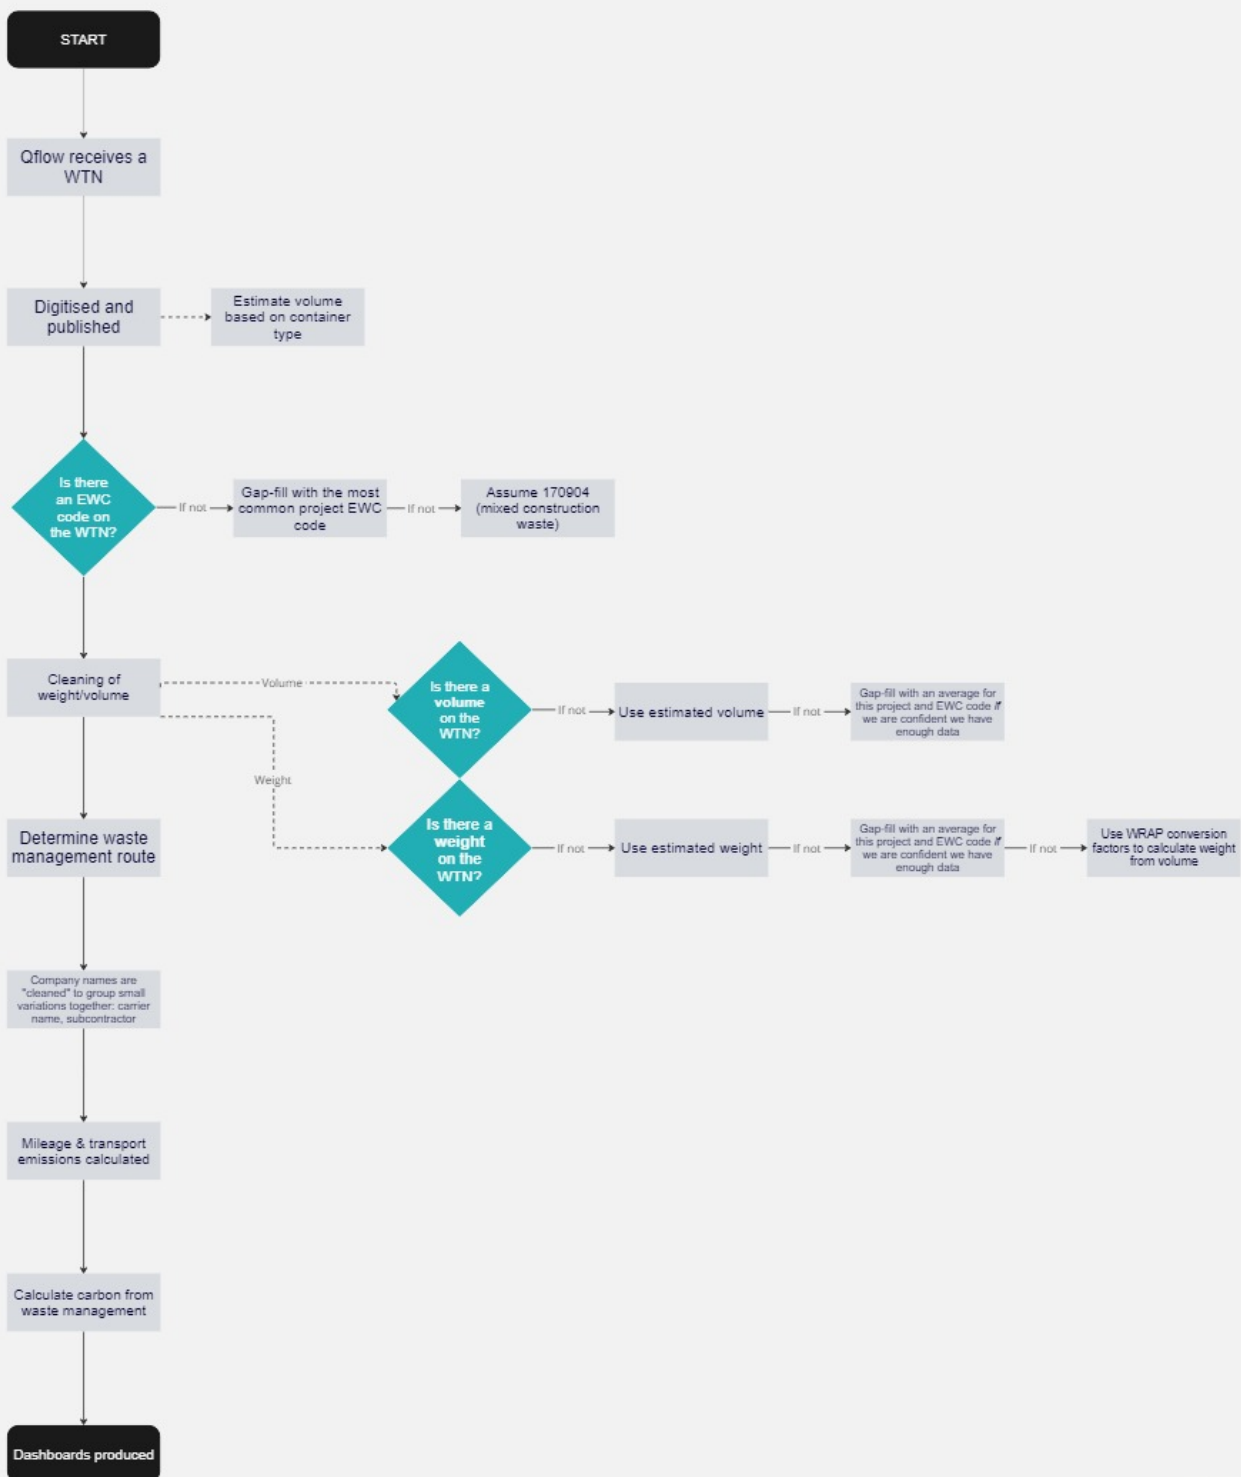 START
Qflow receives a
WTN
Digitised and
published
Estimate volume
based on container
type
Is there
an EWC
code on
the WTN?
If not
Gap-fill with the most
common project EWC
code
If not
Assume 170904
(mixed construction
waste)
Cleaning of
weight/volume
Volume
Is there a
volume
on the
WTN?
If not
Use estimated volume
If not
Gap-fill with an average for
this project and EWC code if
we are confident we have
enough data
Weight
Determine waste
management route
Is there a
weight
on the
WTN?
If not
Use estimated weight
If not
Gap-fill with an average for
this project and EWC code if
we are confident we have
enough data
If not
Use WRAP conversion
factors to calculate weight
from volume
Company names are
"cleaned" to group small
variations together: carrier
name, subcontractor
Mileage & transport
emissions calculated
Calculate carbon from
waste management
Dashboards produced